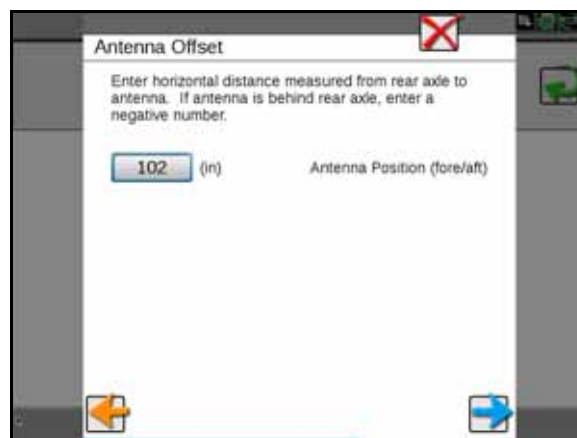 Antenna Offset
Enter horizontal distance measured from rear axle to
antenna. If antenna is behind rear axle, enter a
negative number.
102 (in) Antenna Position (fore/aft)